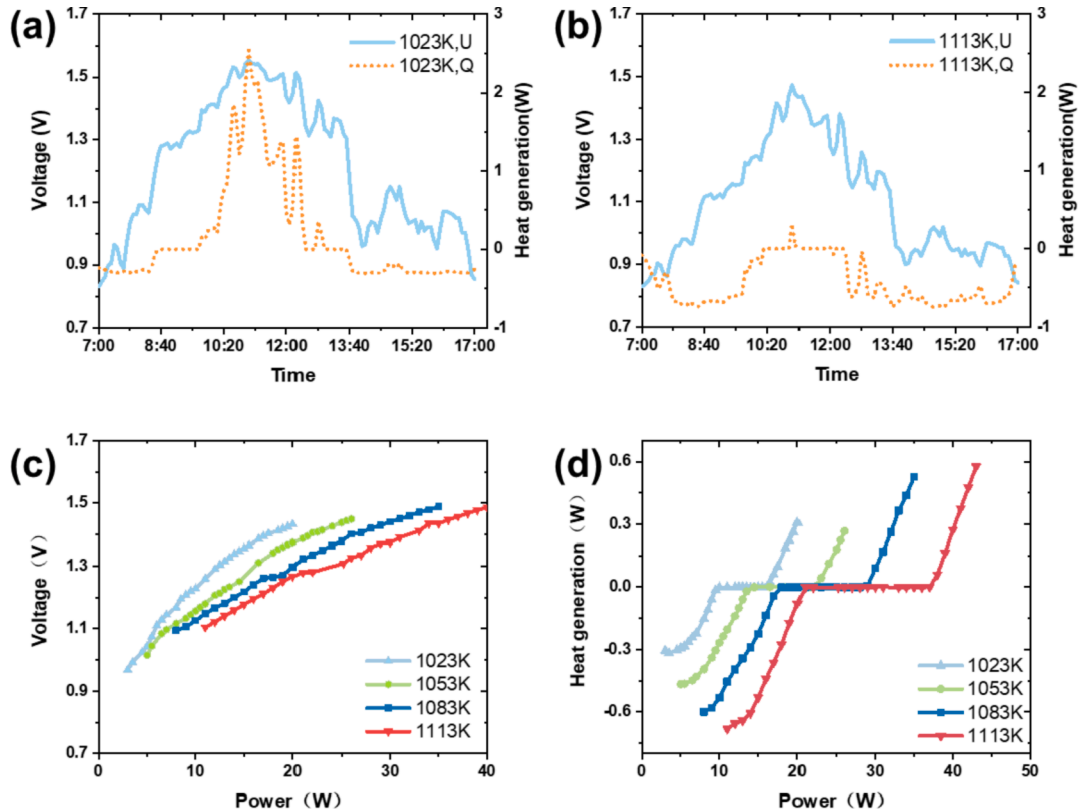 (a)
1.7
1.5
1.3
1.1
0.9
0.7
Voltage (V)
1023K,U
1023K,Q
3
2
1
0
-1
Heat generation(W)
7:00 8:40 10:20 12:00 13:40 15:20 17:00
Time
(b)
1.7
1.5
1.3
1.1
0.9
0.7
Voltage (V)
1113K,U
1113K,Q
3
2
1
0
-1
Heat generation(W)
7:00 8:40 10:20 12:00 13:40 15:20 17:00
Time
(c)
1.7
1.5
1.3
1.1
0.9
0.7
Voltage（V）
1023K
1053K
1083K
1113K
0 10 20 30 40
Power（W）
(d)
0.6
0.3
0.0
-0.3
-0.6
Heat generation（W）
1023K
1053K
1083K
1113K
0 10 20 30 40 50
Power（W）